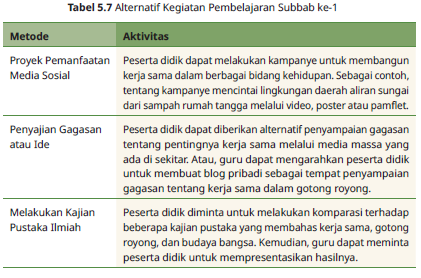 Tabel 5.7 Alternatif Kegiatan Pembelajaran Subbab ke-1
Metode
Aktivitas
Proyek Pemanfaatan
Media Sosial
Peserta didik dapat melakukan kampanye untuk membangun
kerja sama dalam berbagai bidang kehidupan. Sebagai contoh,
tentang kampanye mencintai lingkungan daerah aliran sungai
dari sampah rumah tangga melalui video, poster atau pamflet.
Penyajian Gagasan
atau Ide
Peserta didik dapat diberikan alternatif penyampaian gagasan
tentang pentingnya kerja sama melalui media massa yang
ada di sekitar. Atau, guru dapat mengarahkan peserta didik
untuk membuat blog pribadi sebagai tempat penyampaian
gagasan tentang kerja sama dalam gotong royong.
Melakukan Kajian
Pustaka Ilmiah
Peserta didik diminta untuk melakukan komparasi terhadap
beberapa kajian pustaka yang membahas kerja sama, gotong
royong, dan budaya bangsa. Kemudian, guru dapat meminta
peserta didik untuk mempresentasikan hasilnya.